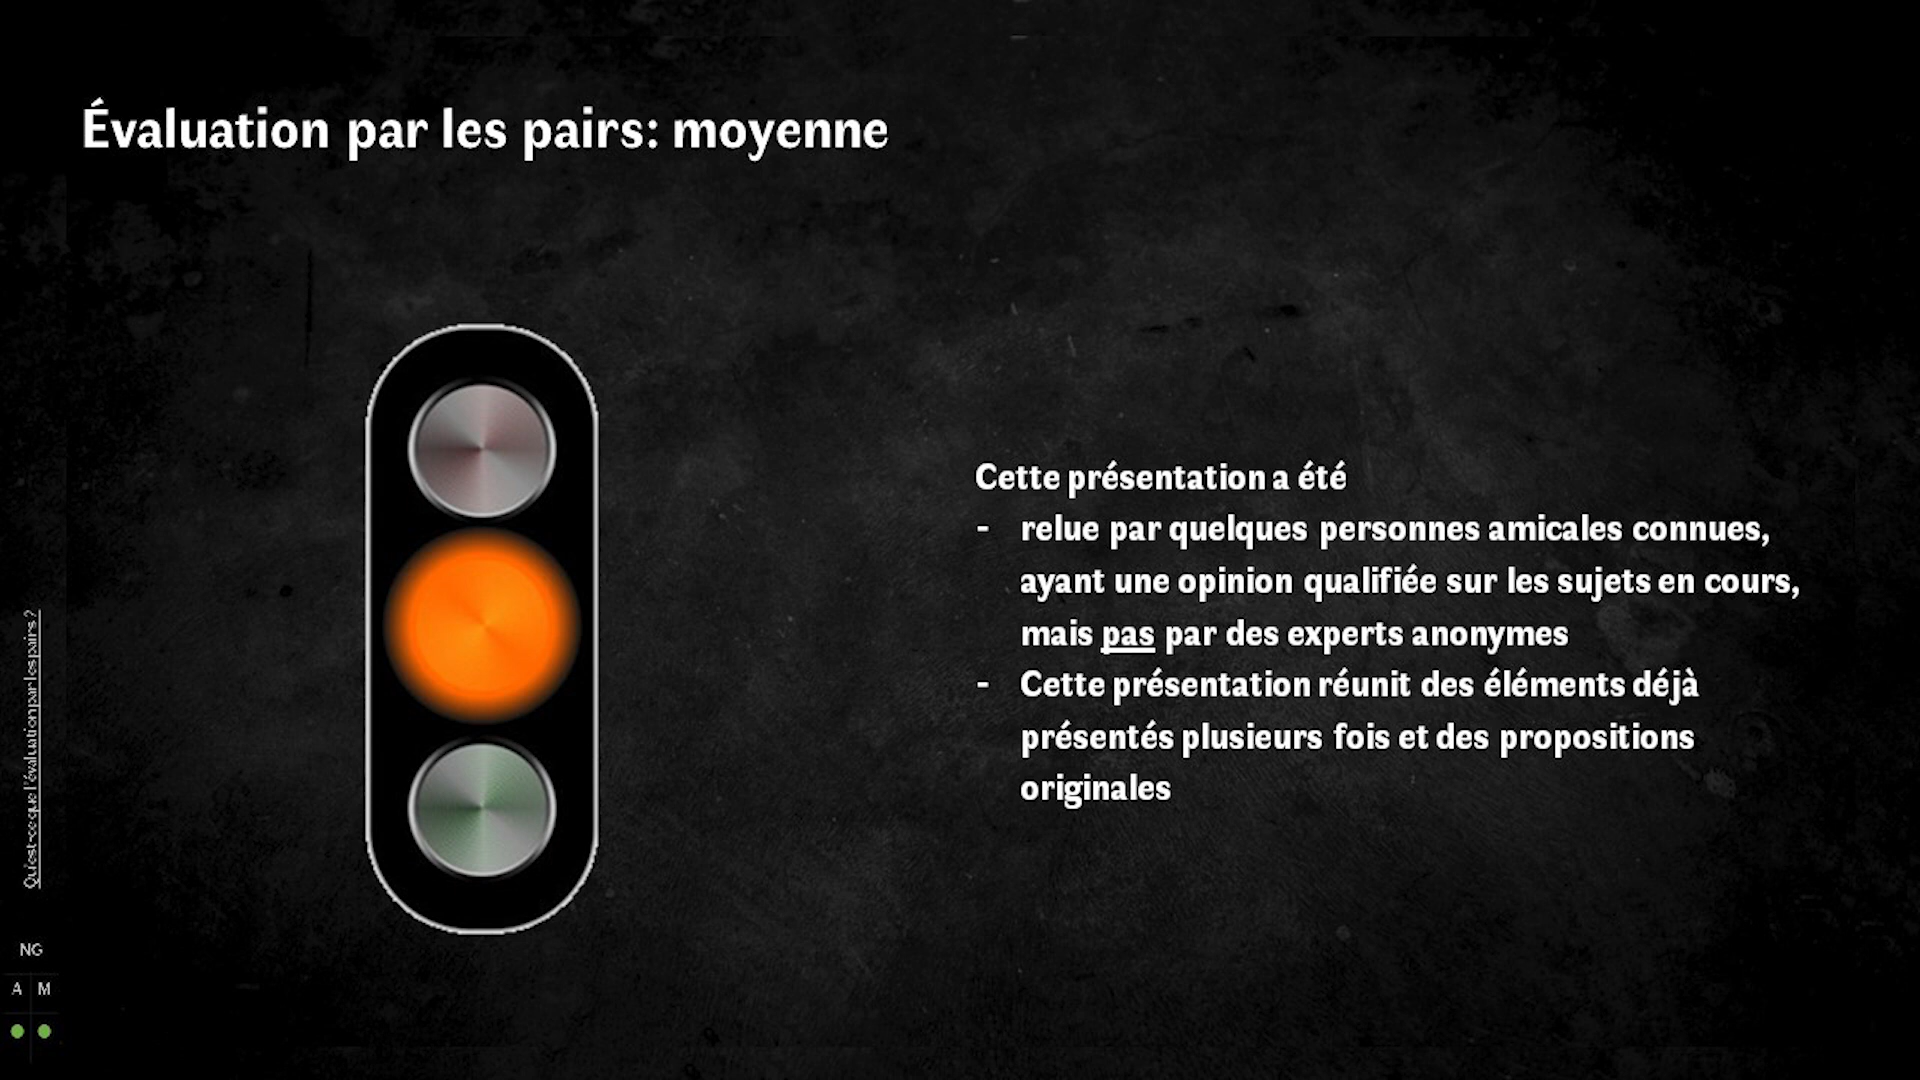 Évaluation par les pairs: moyenne
Cette présentation a été
- relue par quelques personnes amicales connues,
ayant une opinion qualifiée sur les sujets en cours,
mais pas par des experts anonymes
- Cette présentation réunit des éléments déjà
présentés plusieurs fois et des propositions
originales
Qu'est-ce que l'évaluation par les pairs ?
NG
A M